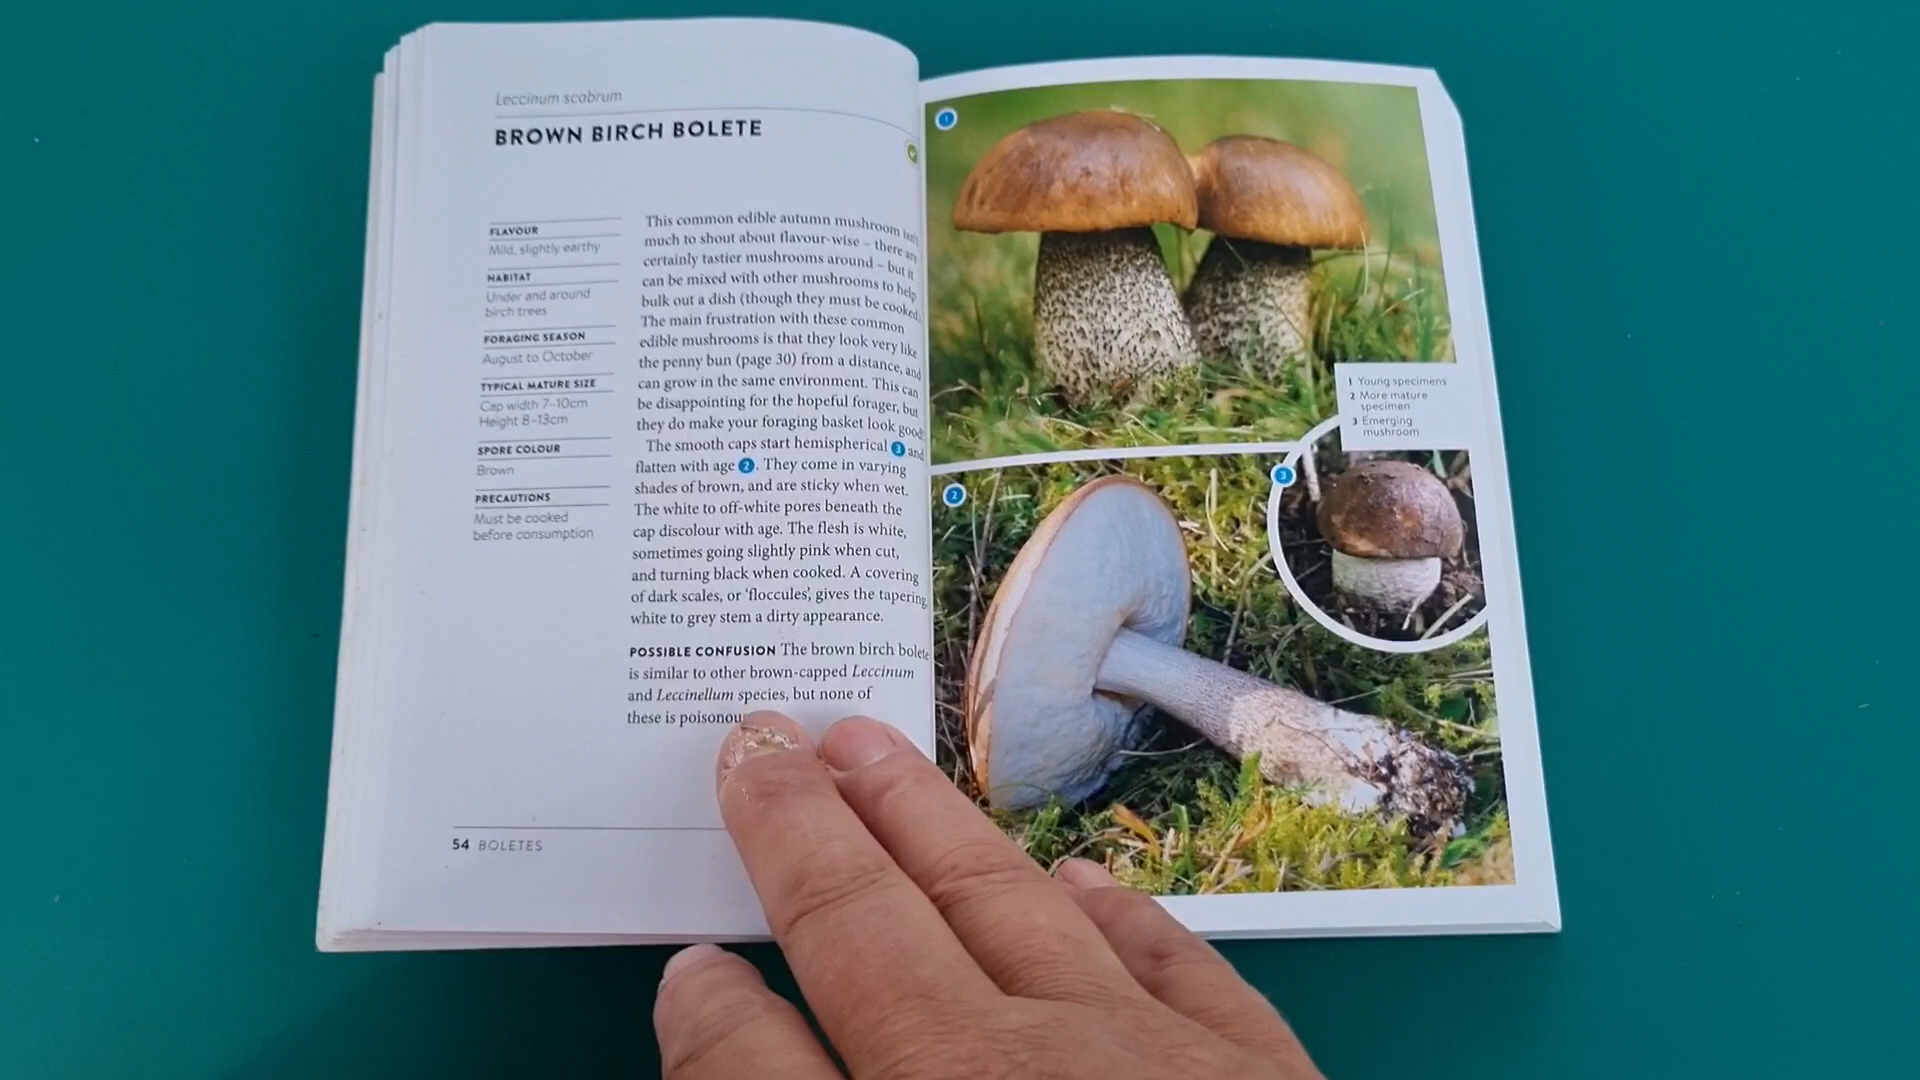 Leccinum scabrum
BROWN BIRCH BOLETE
FLAVOUR
Mild, slightly earthy
HABITAT
Under and around
birch trees
FORAGING SEASON
August to October
TYPICAL MATURE SIZE
Cap width 7–10cm
Height 8–13cm
SPORE COLOUR
Brown
PRECAUTIONS
Must be cooked
before consumption
This common edible autumn mushroom isn't
much to shout about flavour-wise – there are
certainly tastier mushrooms around – but it
can be mixed with other mushrooms to help
bulk out a dish (though they must be cooked).
The main frustration with these common
edible mushrooms is that they look very like
the penny bun (page 30) from a distance, and
can grow in the same environment. This can
be disappointing for the hopeful forager, but
they do make your foraging basket look good!
The smooth caps start hemispherical 3 and
flatten with age 2. They come in varying
shades of brown, and are sticky when wet.
The white to off-white pores beneath the
cap discolour with age. The flesh is white,
sometimes going slightly pink when cut,
and turning black when cooked. A covering
of dark scales, or 'floccules', gives the tapering
white to grey stem a dirty appearance.
POSSIBLE CONFUSION The brown birch bolete
is similar to other brown-capped Leccinum
and Leccinellum species, but none of
these is poisonou
54 BOLETES
1
1 Young specimens
2 More mature
specimen
3 Emerging
mushroom
2
3